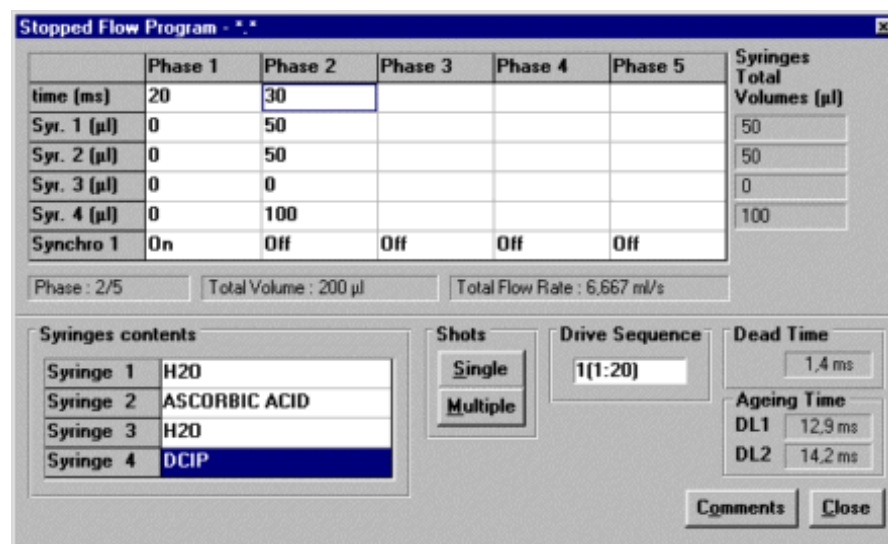 Stopped Flow Program - *.*
Phase 1 Phase 2 Phase 3 Phase 4 Phase 5
Syringes Total Volumes (µl)
time (ms) 20 30
Syr. 1 (µl) 0 50 50
Syr. 2 (µl) 0 50 50
Syr. 3 (µl) 0 0 0
Syr. 4 (µl) 0 100 100
Synchro 1 On Off Off Off Off
Phase : 2/5 Total Volume : 200 µl Total Flow Rate : 6,667 ml/s
Syringes contents Shots Drive Sequence Dead Time
Syringe 1 H2O Single 1(1:20) 1,4 ms
Syringe 2 ASCORBIC ACID Multiple Ageing Time
Syringe 3 H2O DL1 12,9 ms
Syringe 4 DCIP DL2 14,2 ms
Comments Close